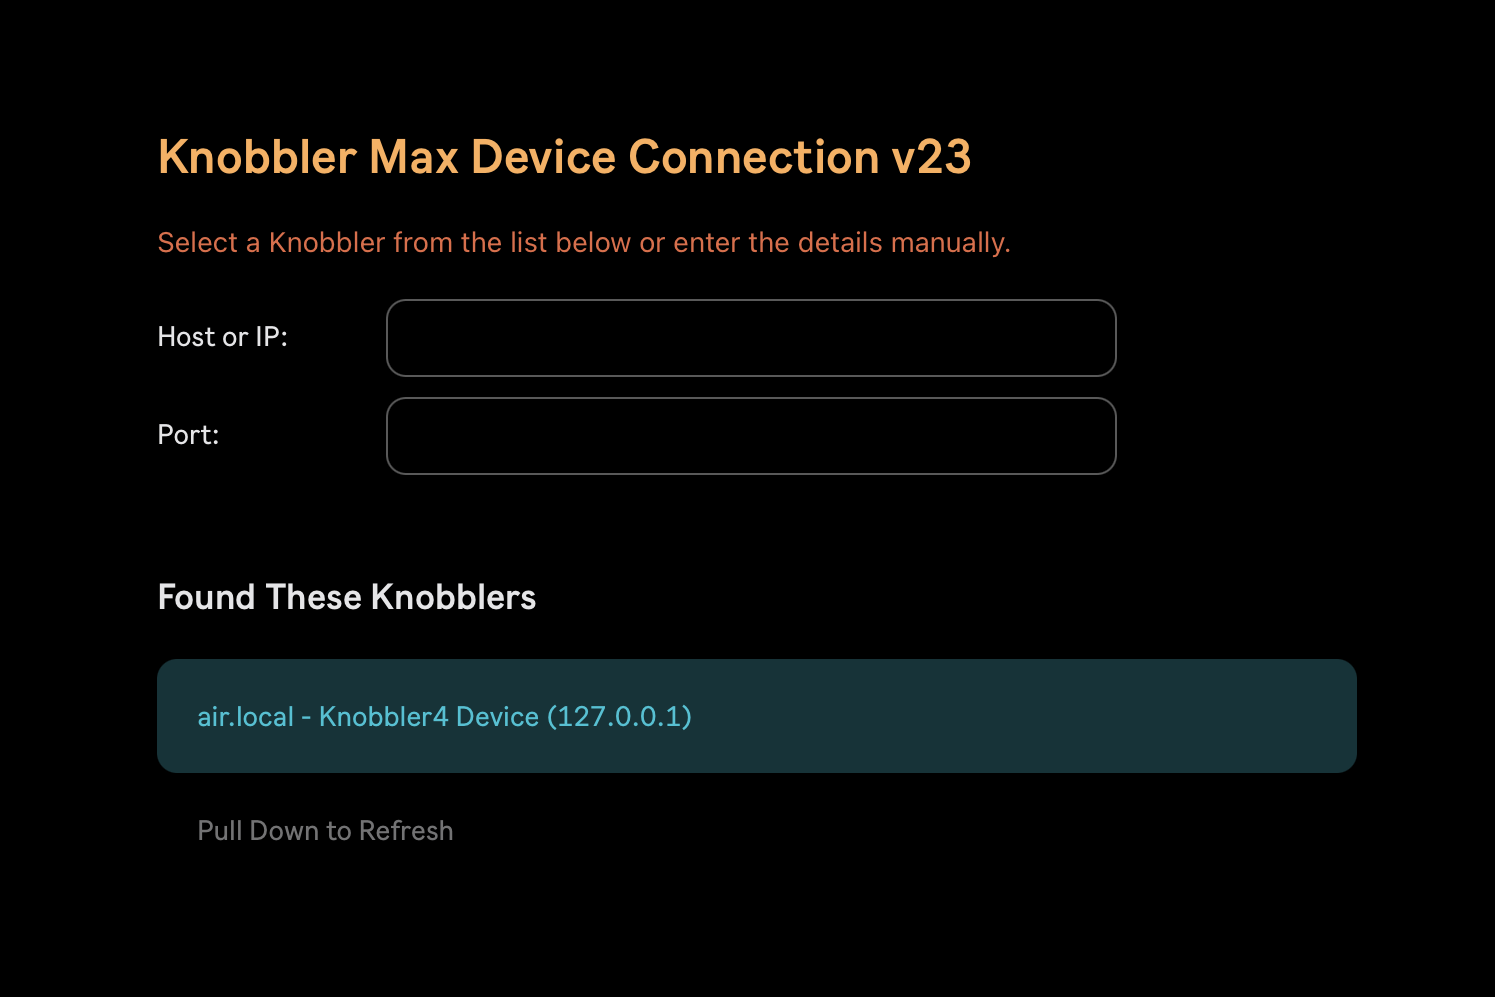 Knobbler Max Device Connection v23
Select a Knobbler from the list below or enter the details manually.
Host or IP:
Port:
Found These Knobblers
air.local - Knobbler4 Device (127.0.0.1)
Pull Down to Refresh